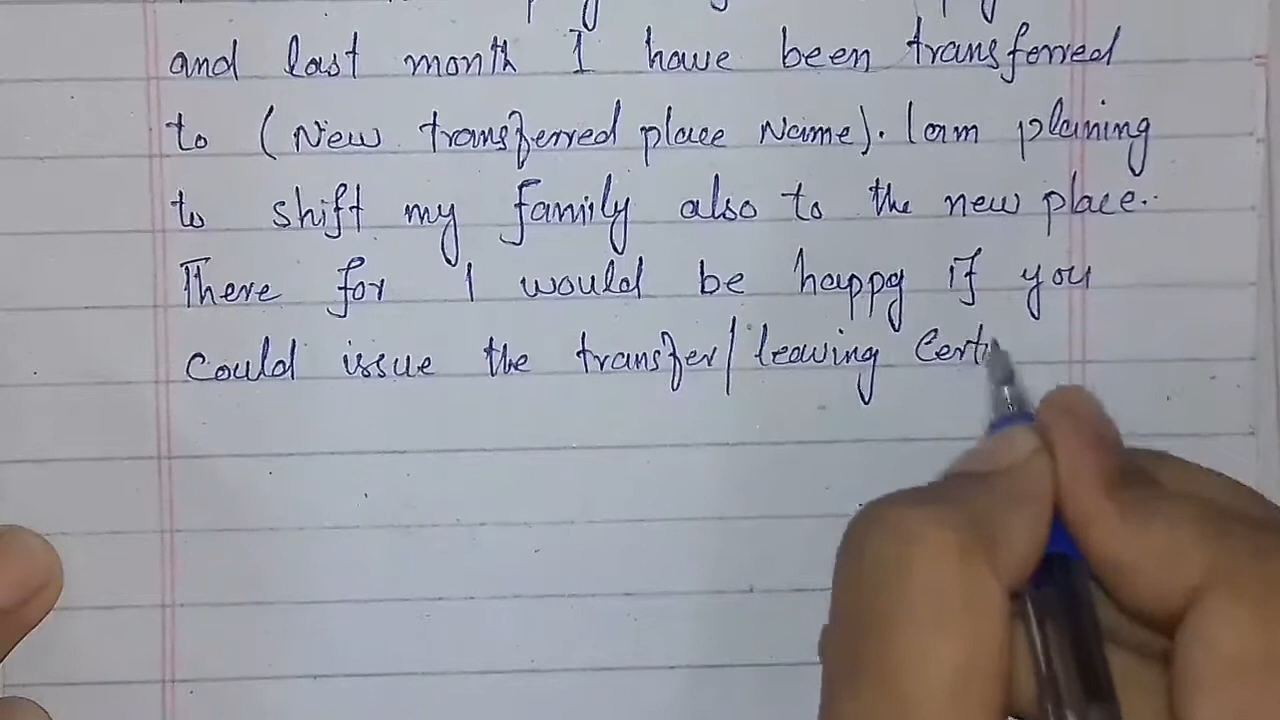 and last month I have been transferred
to (New transferred place Name). I am planing
to shift my family also to the new place..
There for I would be happy if you
could issue the transfer/leaving Certi